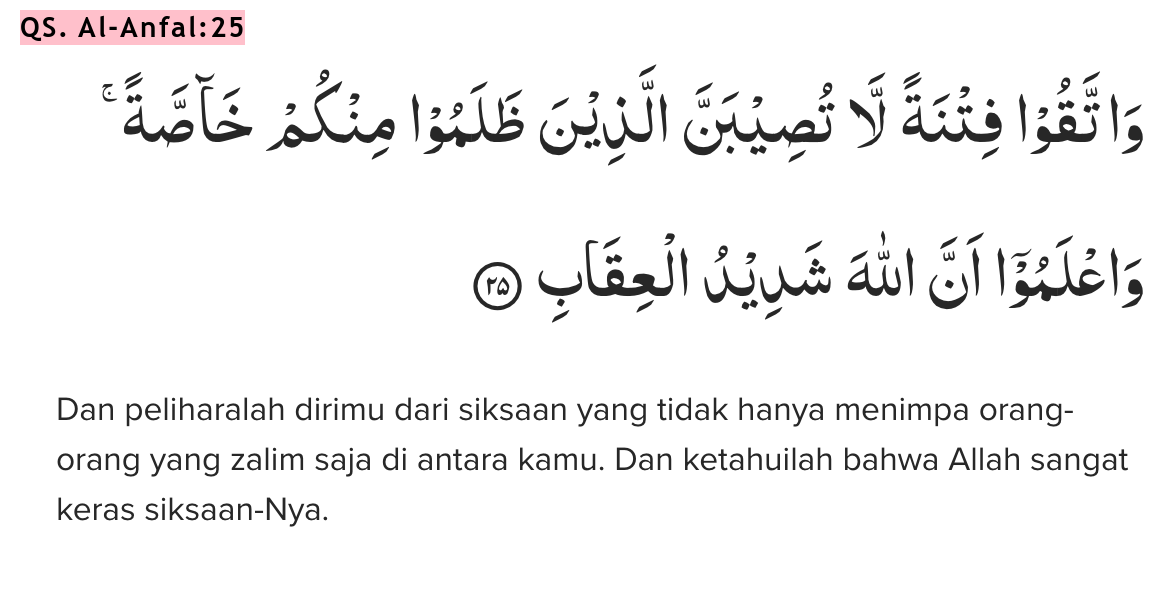 QS. Al-Anfal:25
وَاتَّقُوْا فِتْنَةً لَّا تُصِيْبَنَّ الَّذِيْنَ ظَلَمُوْا مِنْكُمْ خَاۤصَّةً ۚ
وَاعْلَمُوْٓا اَنَّ اللّٰهَ شَدِيْدُ الْعِقَابِ ٢٥
Dan peliharalah dirimu dari siksaan yang tidak hanya menimpa orang-
orang yang zalim saja di antara kamu. Dan ketahuilah bahwa Allah sangat
keras siksaan-Nya.